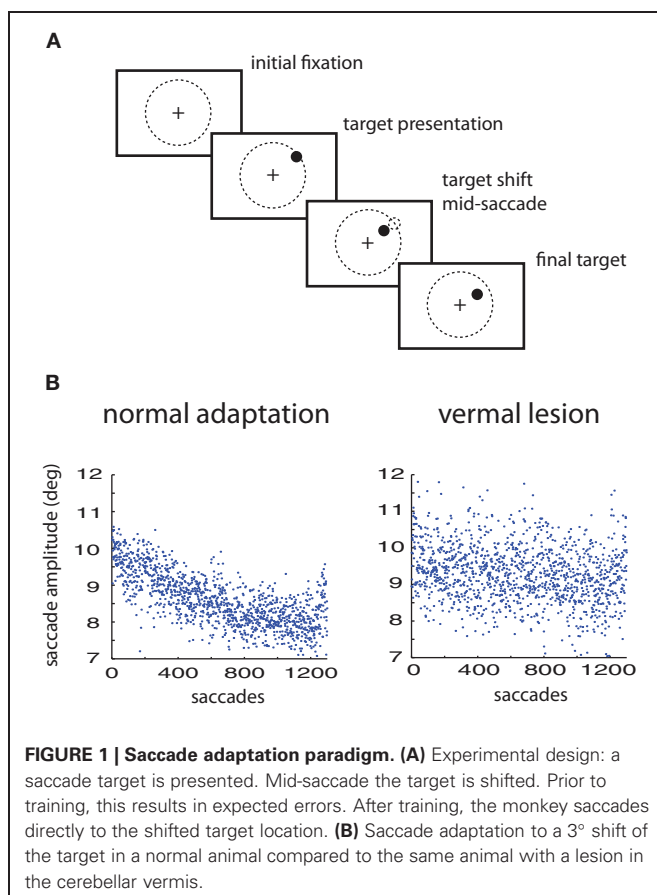 A
initial fixation
target presentation
target shift
mid-saccade
final target
B
normal adaptation
vermal lesion
saccade amplitude (deg)
12
11
10
9
8
7
0
400
800
1200
saccades
12
11
10
9
8
7
0
400
800
1200
saccades
FIGURE 1 | Saccade adaptation paradigm. (A) Experimental design: a
saccade target is presented. Mid-saccade the target is shifted. Prior to
training, this results in expected errors. After training, the monkey saccades
directly to the shifted target location. (B) Saccade adaptation to a 3° shift of
the target in a normal animal compared to the same animal with a lesion in
the cerebellar vermis.